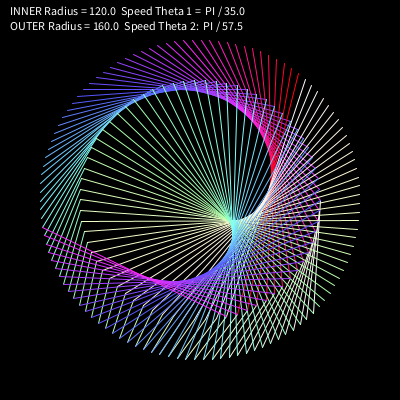 INNER Radius = 120.0 Speed Theta 1 = PI / 35.0
OUTER Radius = 160.0 Speed Theta 2: PI / 57.5